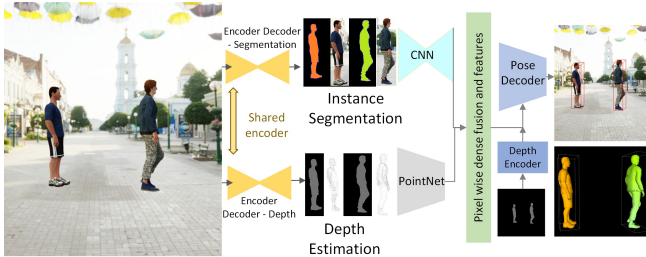 Encoder Decoder
- Segmentation
Shared
encoder
Encoder
Decoder - Depth
Instance
Segmentation
Depth
Estimation
CNN
PointNet
Pixel wise dense fusion and features
Pose
Decoder
Depth
Encoder